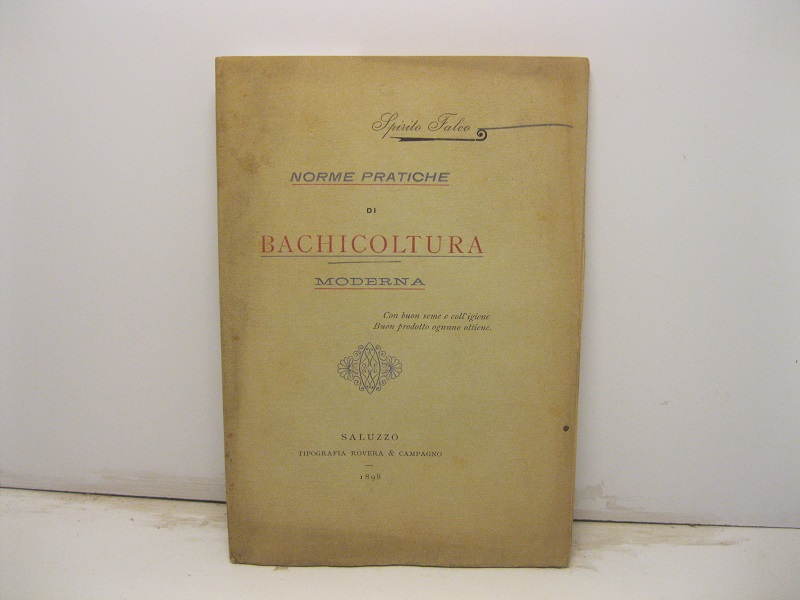 Spirito Falco
NORME PRATICHE
DI
BACHICOLTURA
MODERNA
Con buon seme e coll'igiene
Buon prodotto ognuno ottiene.
SALUZZO
TIPOGRAFIA ROVERA & CAMPAGNO
1898